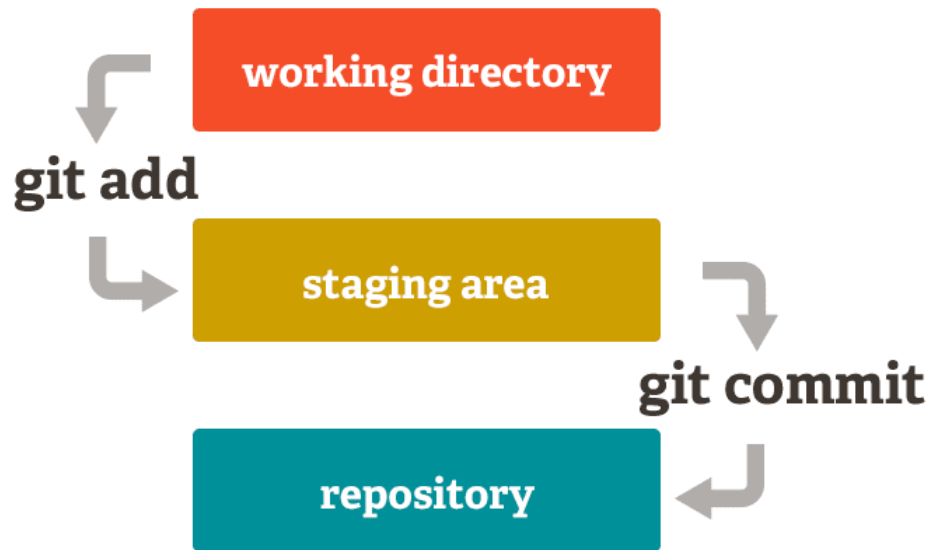 working directory
git add
staging area
git commit
repository